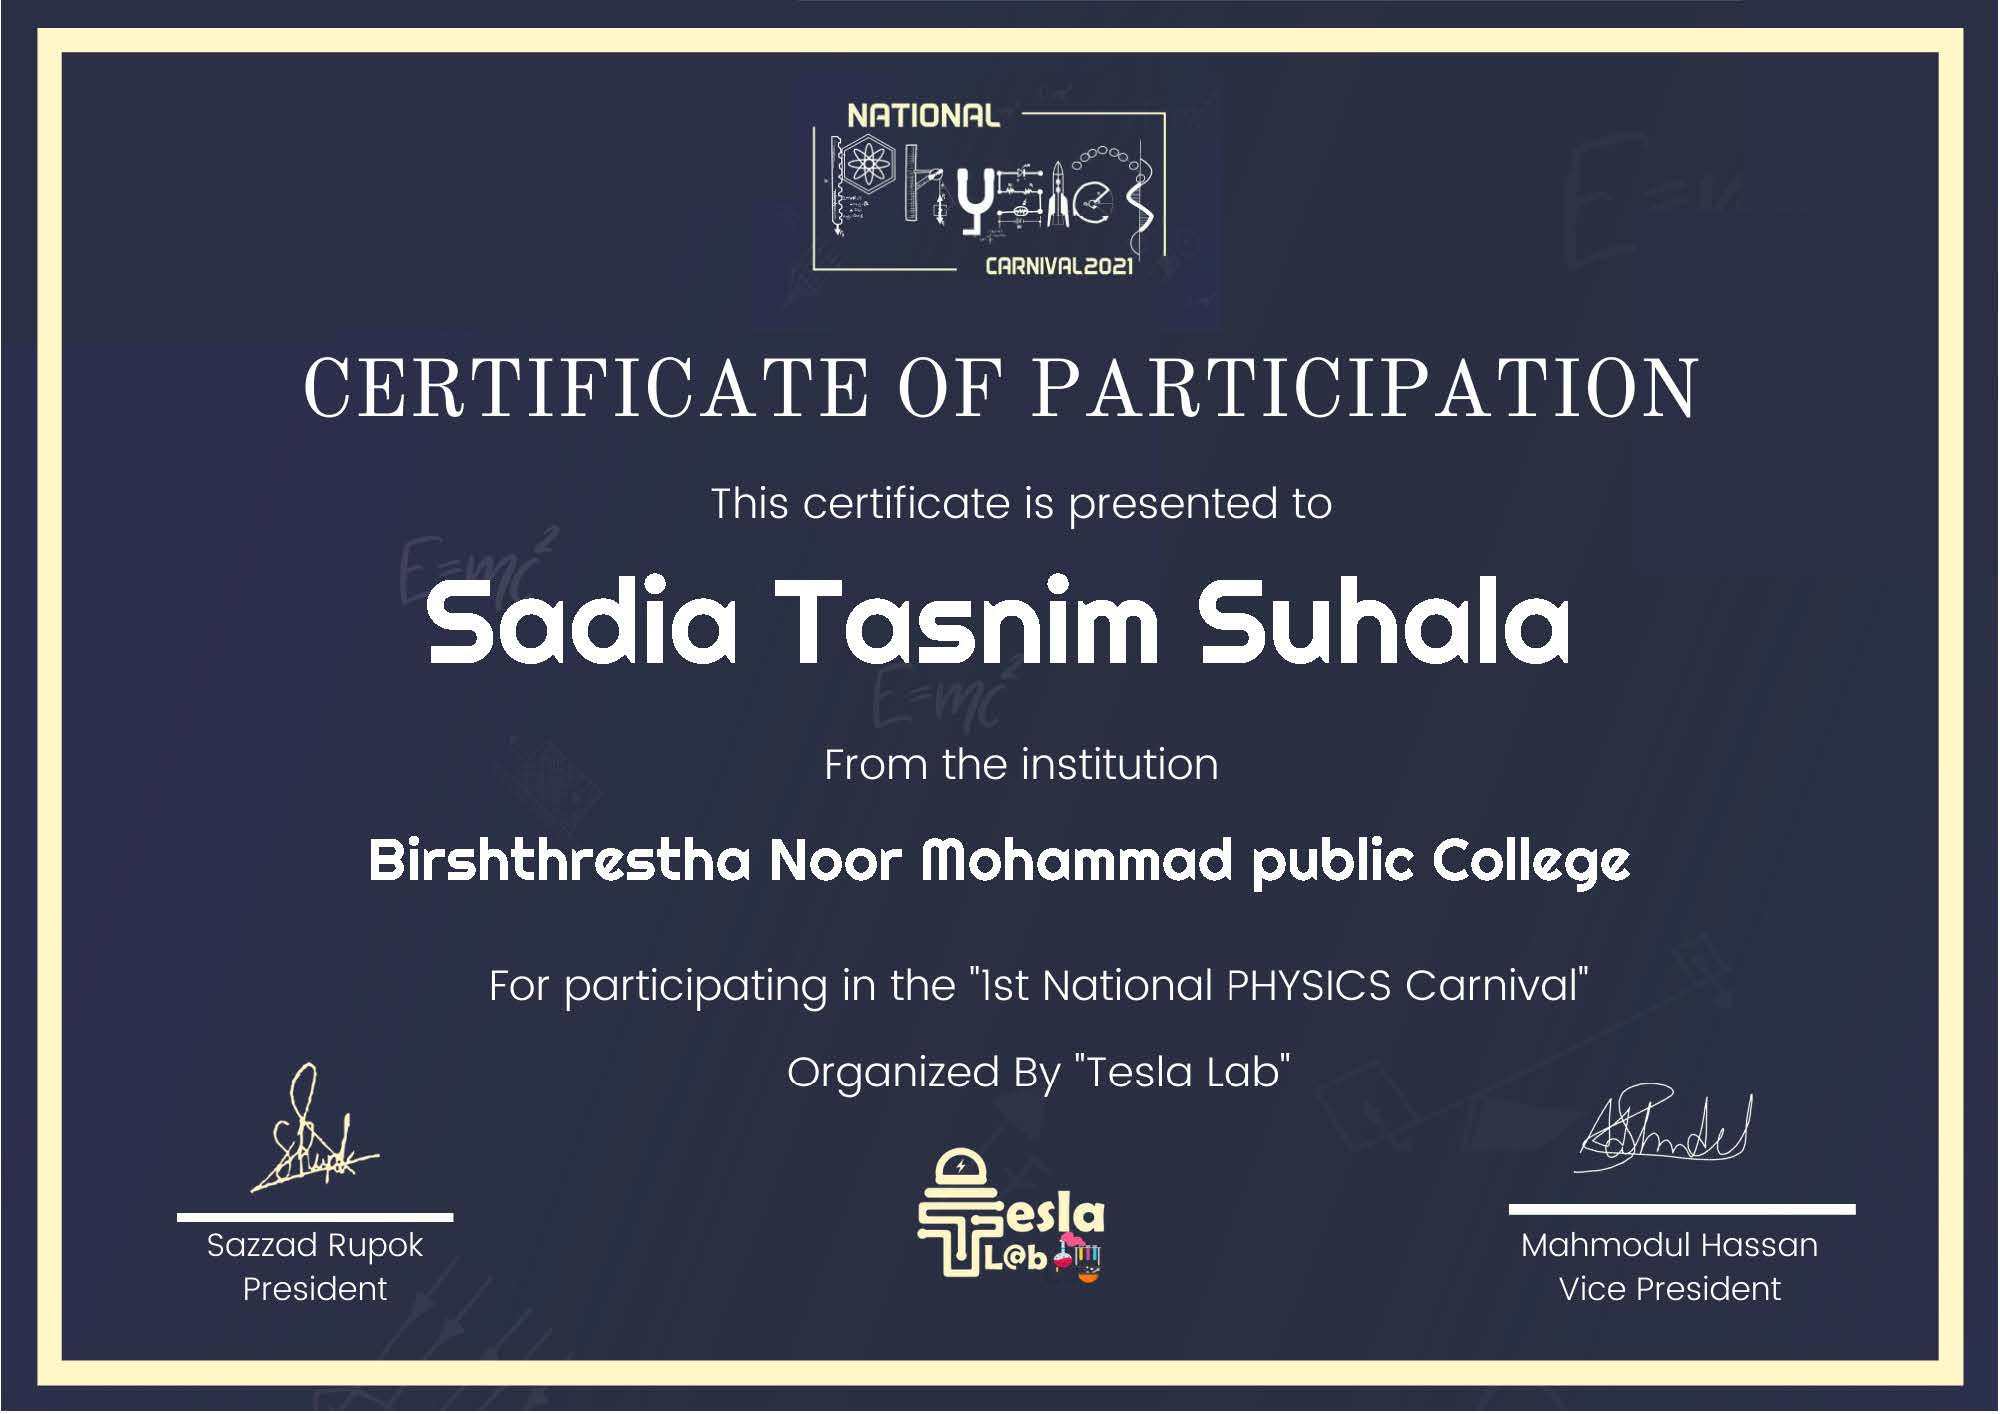 NATIONAL
Physics
CARNIVAL2021
CERTIFICATE OF PARTICIPATION
This certificate is presented to
E=mc²
Sadia Tasnim Suhala
E=mc²
From the institution
Birshthrestha Noor Mohammad public College
For participating in the "1st National PHYSICS Carnival"
Organized By "Tesla Lab"
Tesla
L@b
Sazzad Rupok
President
Mahmodul Hassan
Vice President